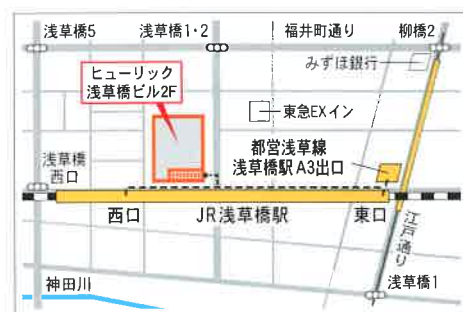 浅草橋5
浅草橋1・2
福井町通り
柳橋2
みずほ銀行
ヒューリック
浅草橋ビル2F
東急EXイン
都営浅草線
浅草橋駅 A3出口
浅草橋
西口
西口
JR浅草橋駅
東口
江戸通り
神田川
浅草橋1